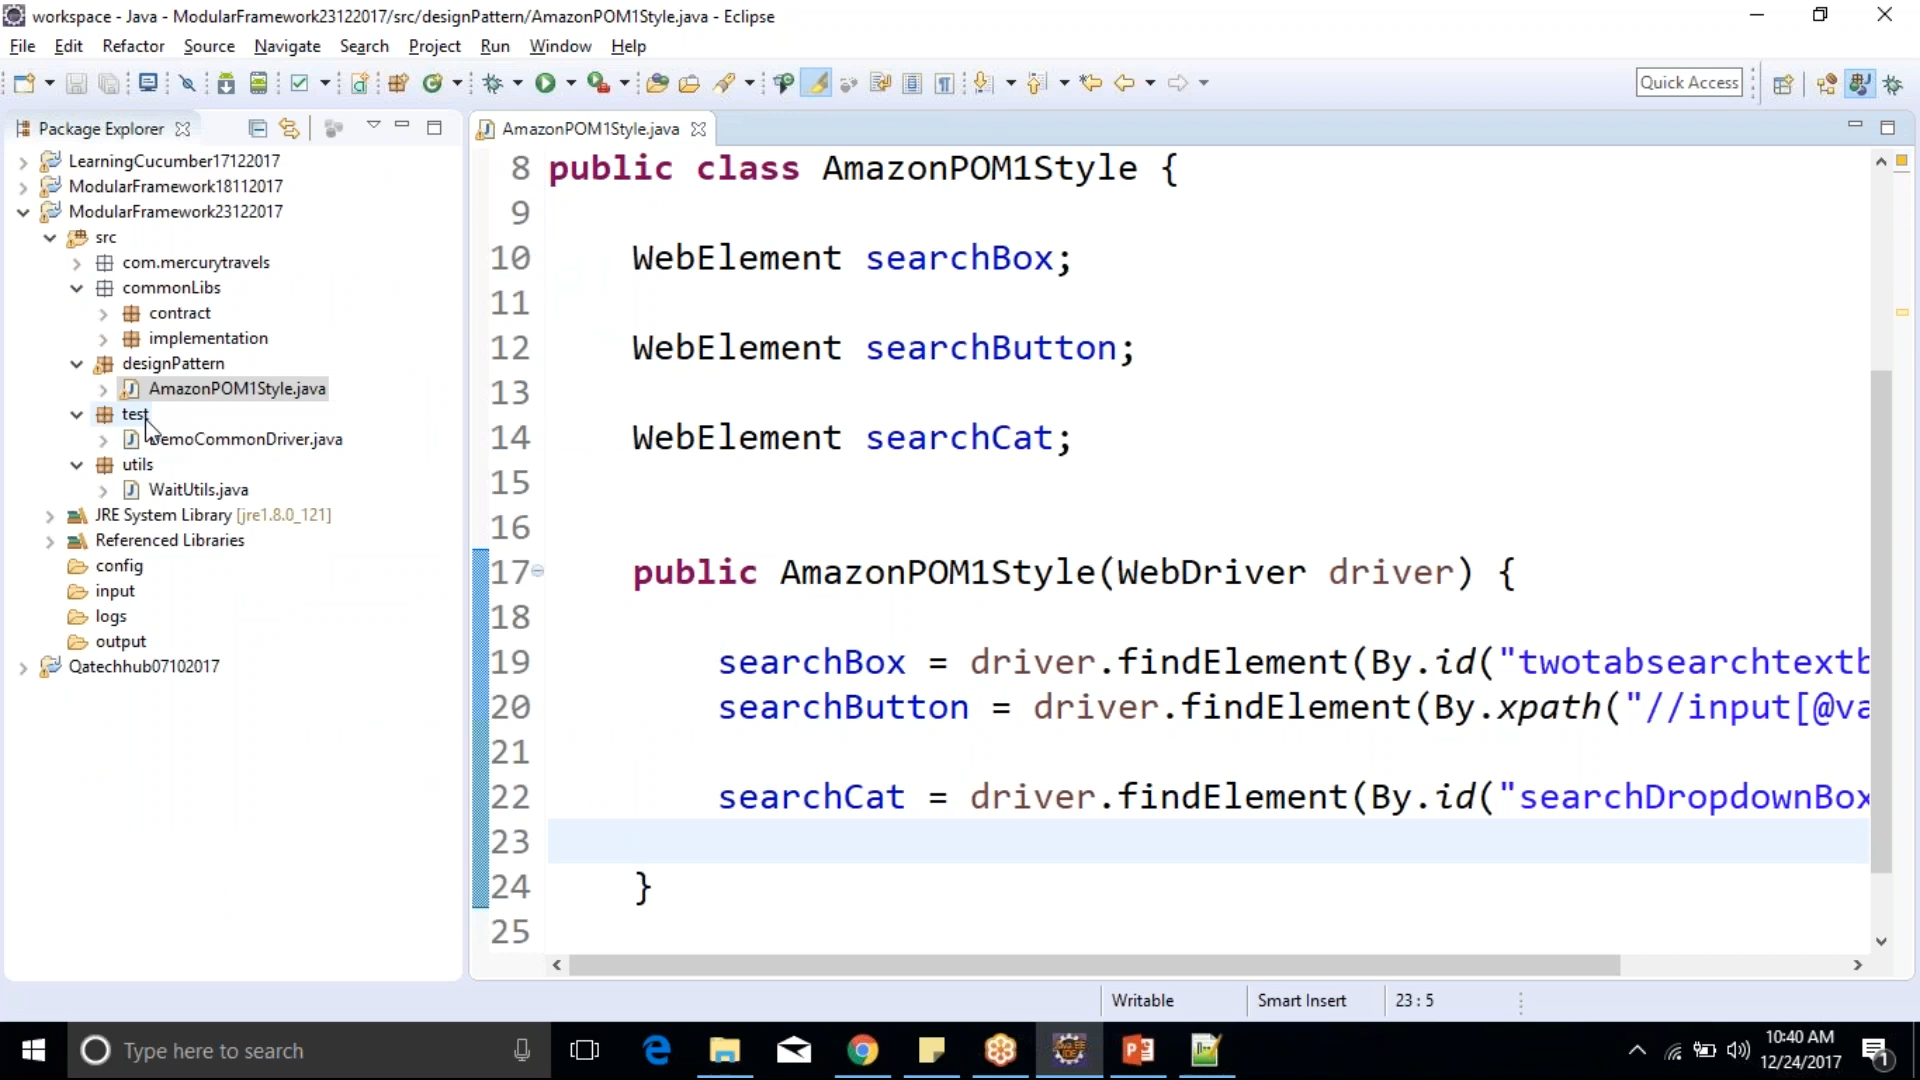 workspace - Java - ModularFramework23122017/src/designPattern/AmazonPOM1Style.java - Eclipse
File Edit Refactor Source Navigate Search Project Run Window Help
Quick Access
Package Explorer
AmazonPOM1Style.java
LearningCucumber17122017
ModularFramework18112017
ModularFramework23122017
src
com.mercurytravels
commonLibs
contract
implementation
designPattern
AmazonPOM1Style.java
test
DemoCommonDriver.java
utils
WaitUtils.java
JRE System Library [jre1.8.0_121]
Referenced Libraries
config
input
logs
output
Qatechhub07102017
8 public class AmazonPOM1Style {
9
10 WebElement searchBox;
11
12 WebElement searchButton;
13
14 WebElement searchCat;
15
16
17 public AmazonPOM1Style(WebDriver driver) {
18
19 searchBox = driver.findElement(By.id("twotabsearchtextb
20 searchButton = driver.findElement(By.xpath("//input[@va
21
22 searchCat = driver.findElement(By.id("searchDropdownBox
23
24 }
25
Writable Smart Insert 23 : 5
Type here to search
10:40 AM
12/24/2017
1